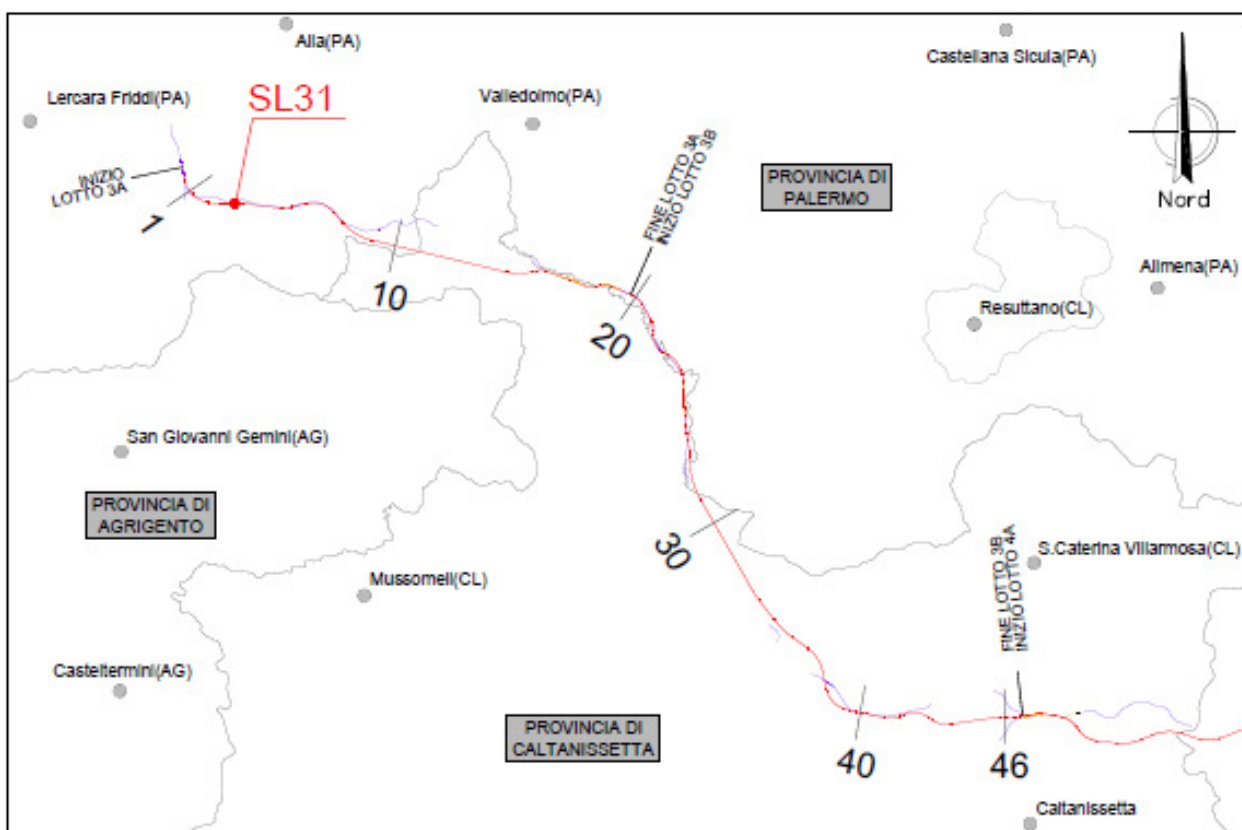 Alia(PA)
Castellana Sicula(PA)
Lercara Friddi(PA)
SL31
Valledolmo(PA)
INIZIO
LOTTO 3A
FINE LOTTO 3A
INIZIO LOTTO 3B
PROVINCIA DI
PALERMO
Nord
1
10
20
Alimena(PA)
Resuttano(CL)
San Giovanni Gemini(AG)
PROVINCIA DI
AGRIGENTO
30
S.Caterina Villarmosa(CL)
Mussomeli(CL)
FINE LOTTO 3B
INIZIO LOTTO 4A
Casteltermini(AG)
PROVINCIA DI
CALTANISSETTA
40
46
Caltanissetta